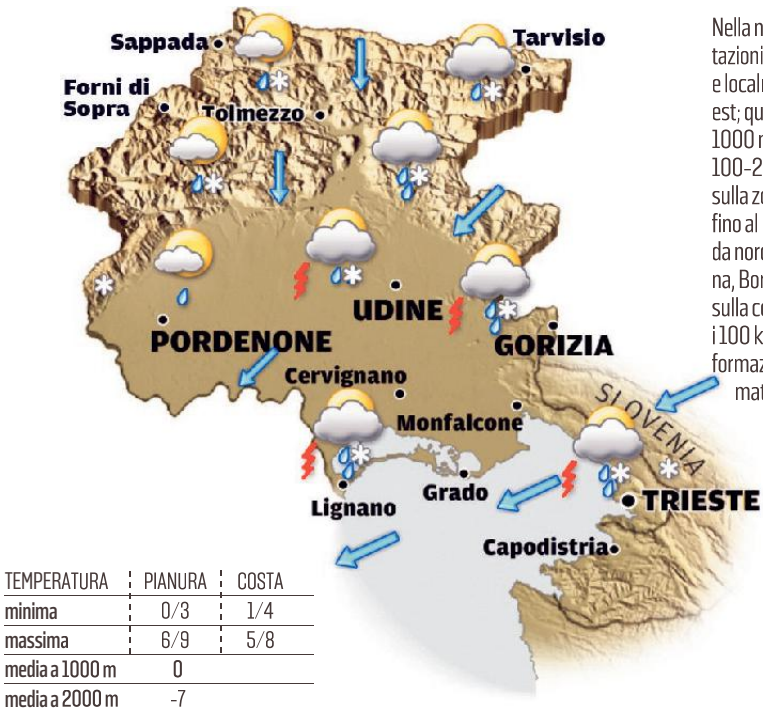 Sappada
Tarvisio
Forni di
Sopra
Tolmezzo
UDINE
PORDENONE
GORIZIA
Cervignano
Monfalcone
SLOVENIA
Lignano
Grado
TRIESTE
Capodistria
Nella m
tazioni
e local
est; qu
1000 m
100-2
sulla zo
fino al
da nord
na, Bor
sulla co
i 100 k
formaz
mat
TEMPERATURA PIANURA COSTA
minima 0/3 1/4
massima 6/9 5/8
media a 1000 m 0
media a 2000 m -7